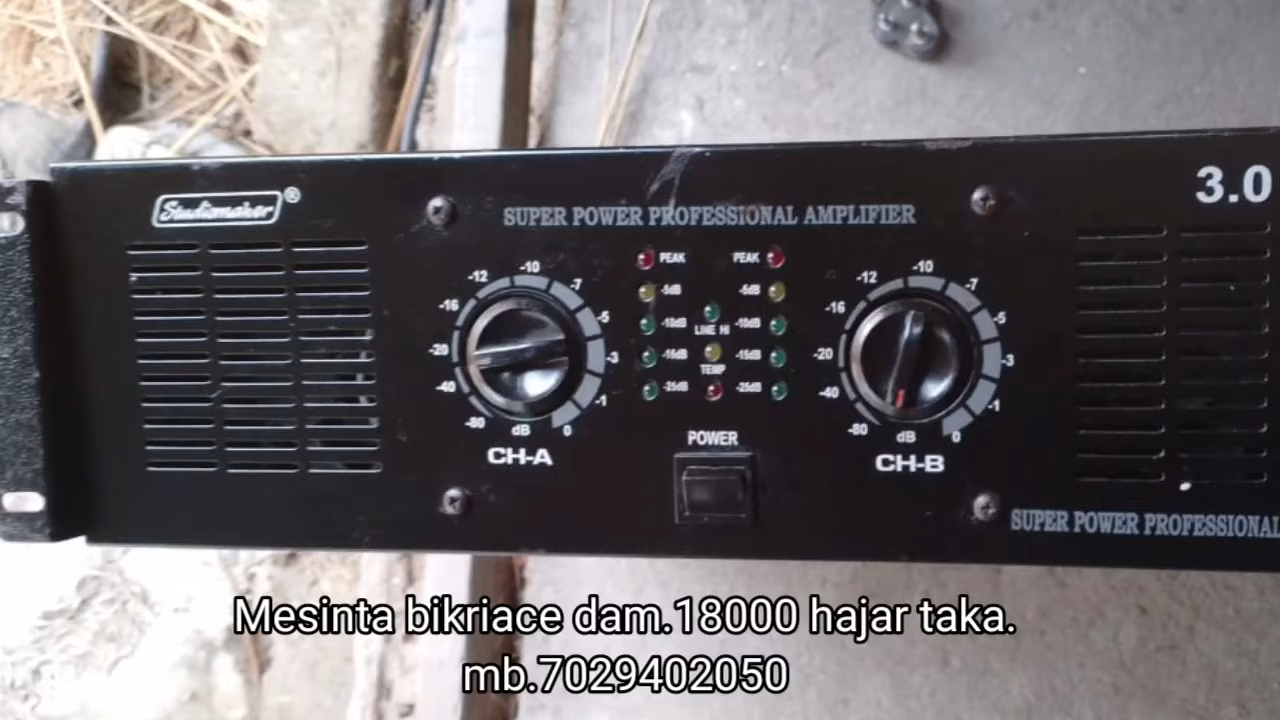 Studiomaker®
3.0
SUPER POWER PROFESSIONAL AMPLIFIER
PEAK PEAK
-5dB -5dB
-10dB LINE HI -10dB
-15dB TEMP -15dB
-25dB -25dB
-80 -40 -20 -16 -12 -10 -7 -5 -3 -1 0
dB
CH-A
-80 -40 -20 -16 -12 -10 -7 -5 -3 -1 0
dB
CH-B
POWER
SUPER POWER PROFESSIONAL
Mesinta bikriace dam.18000 hajar taka.
mb.7029402050